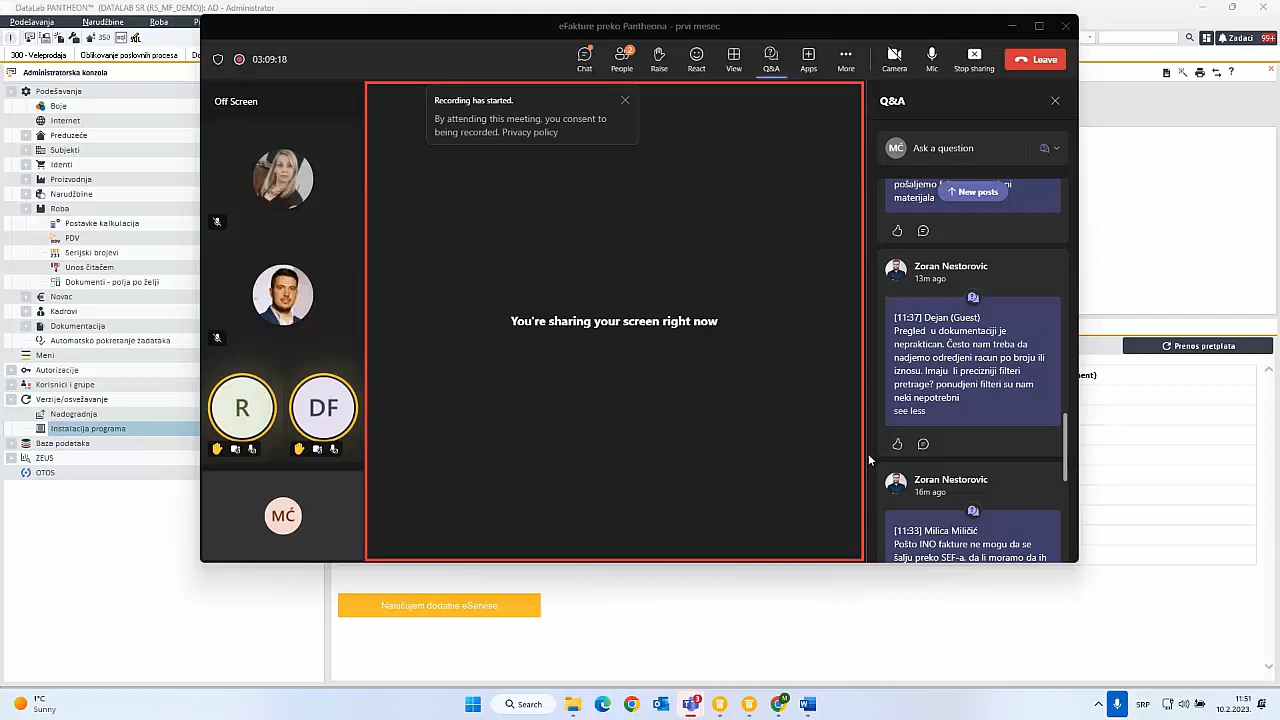 DataLab PANTHEON™ (DATALAB SR (RS_MF_DEMO)); AD - Administrator
Podešavanja
Narudžbine
Roba
350
300 - Veleprodaja
Oblikovanje poslovnih procesa
Zadaci
99+
Administratorska konzola
Podešavanja
Boje
Internet
Preduzeće
Subjekti
Identi
Proizvodnja
Narudžbine
Roba
Postavke kalkulacija
PDV
Serijski brojevi
Unos čitačem
Dokumenti - polja po želji
Novac
Kadrovi
Dokumentacija
Automatsko pokretanje zadataka
Meni
Autorizacije
Korisnici i grupe
Verzije/osvežavanje
Nadogradnja
Instalacija programa
Baza podataka
ZEUS
OTOS
eFakture preko Pantheona - prvi mesec
03:09:18
Chat
People
2
Raise
React
View
Q&A
Apps
More
Camera
Mic
Stop sharing
Leave
Off Screen
R
DF
MĆ
Recording has started.
By attending this meeting, you consent to
being recorded. Privacy policy
You're sharing your screen right now
Q&A
MĆ
Ask a question
materijala
New posts
Zoran Nestorovic
13m ago
[11:37] Dejan (Guest)
Pregled u dokumentaciji je
nepraktican. Često nam treba da
nadjemo odredjeni racun po broju ili
iznosu. Imaju li precizniji filteri
pretrage? ponudjeni filteri su nam
neki nepotrebni
see less
Zoran Nestorovic
16m ago
[11:33] Milica Miličić
Pošto INO fakture ne mogu da se
šalju preko SEF-a, da li moramo da ih
Prenos pretplata
Naručujem dodatne eServise
1°C
Sunny
Search
SRP
11:51
10.2.2023.